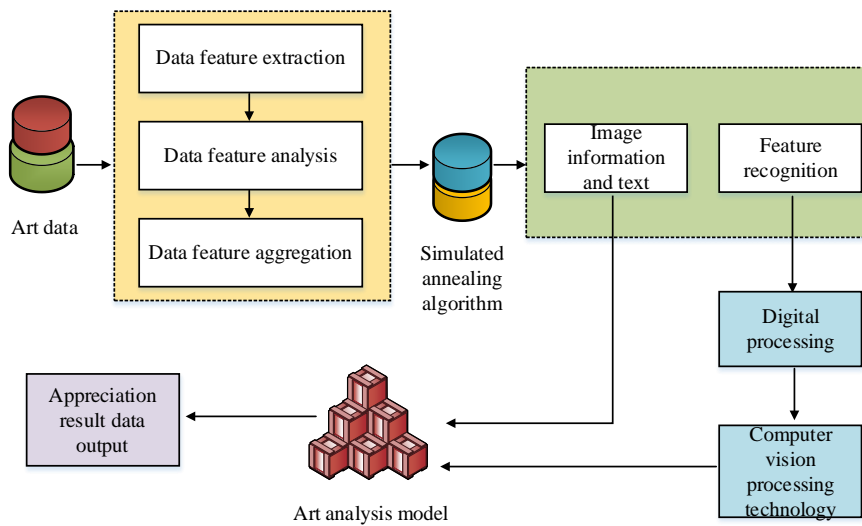 Data feature extraction
Data feature analysis
Data feature aggregation
Art data
Simulated
annealing
algorithm
Image
information
and text
Feature
recognition
Digital
processing
Computer
vision
processing
technology
Art analysis model
Appreciation
result data
output